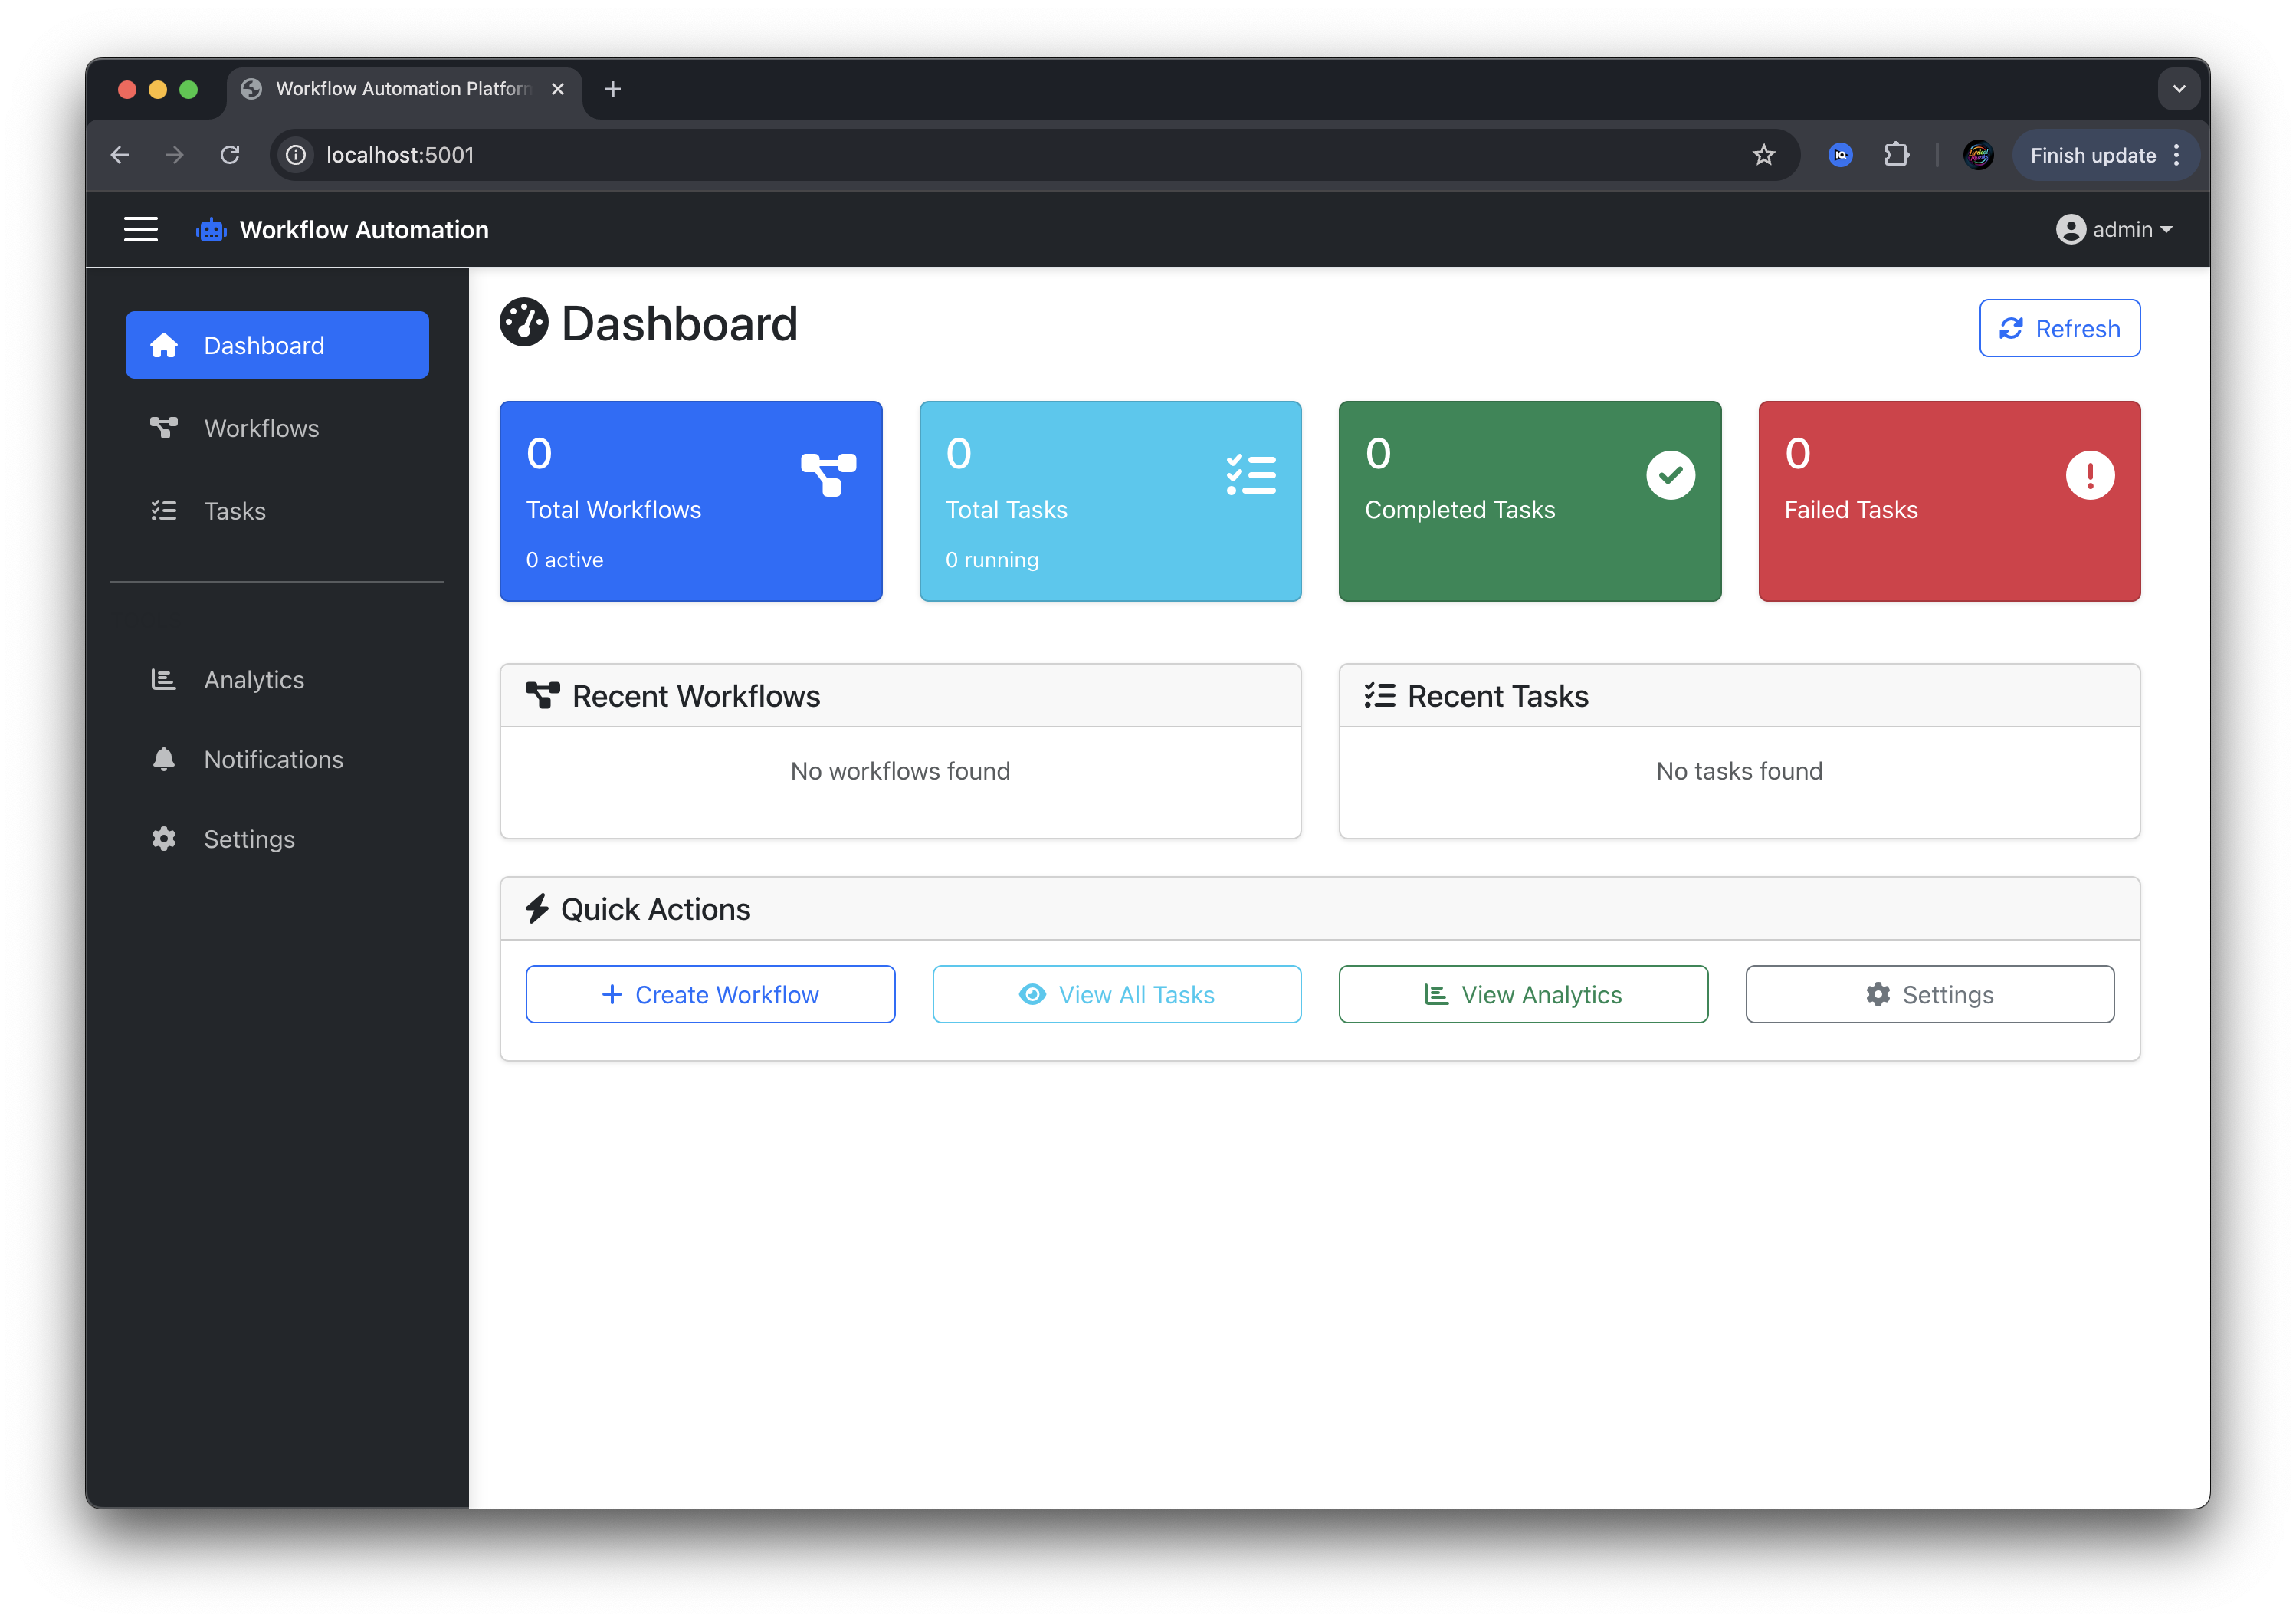 Workflow Automation Platform
localhost:5001
Finish update
Workflow Automation
admin
Dashboard
Workflows
Tasks
Analytics
Notifications
Settings
Dashboard
Refresh
0
Total Workflows
0 active
0
Total Tasks
0 running
0
Completed Tasks
0
Failed Tasks
Recent Workflows
No workflows found
Recent Tasks
No tasks found
Quick Actions
Create Workflow
View All Tasks
View Analytics
Settings